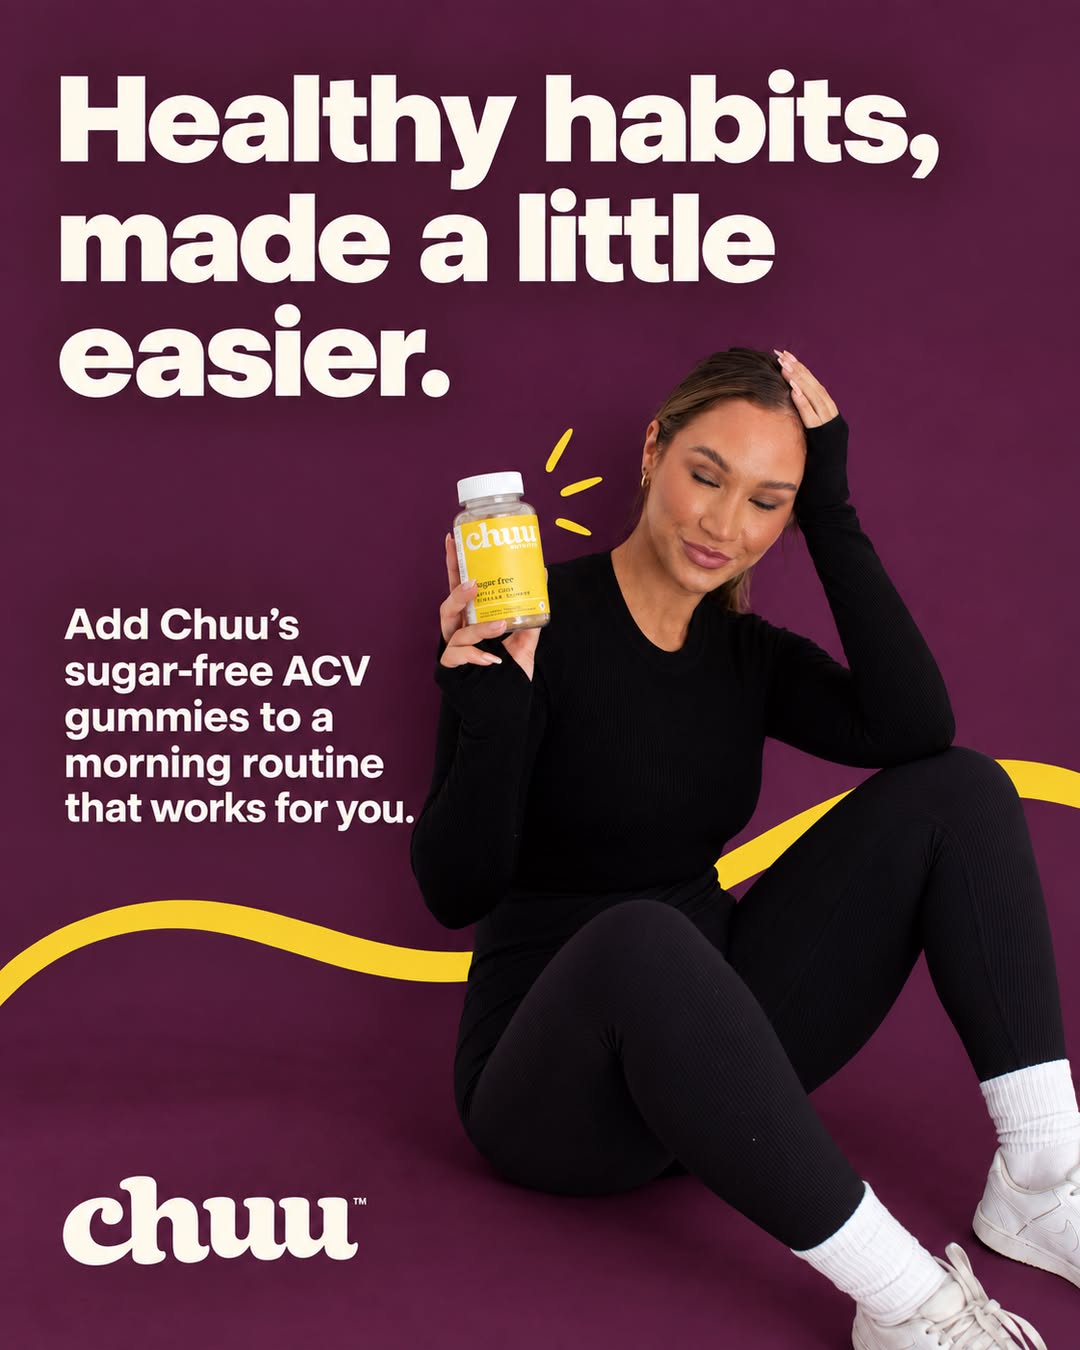 Healthy habits,
made a little
easier.
chuu
sugar free
Add Chuu's
sugar-free ACV
gummies to a
morning routine
that works for you.
chuu™